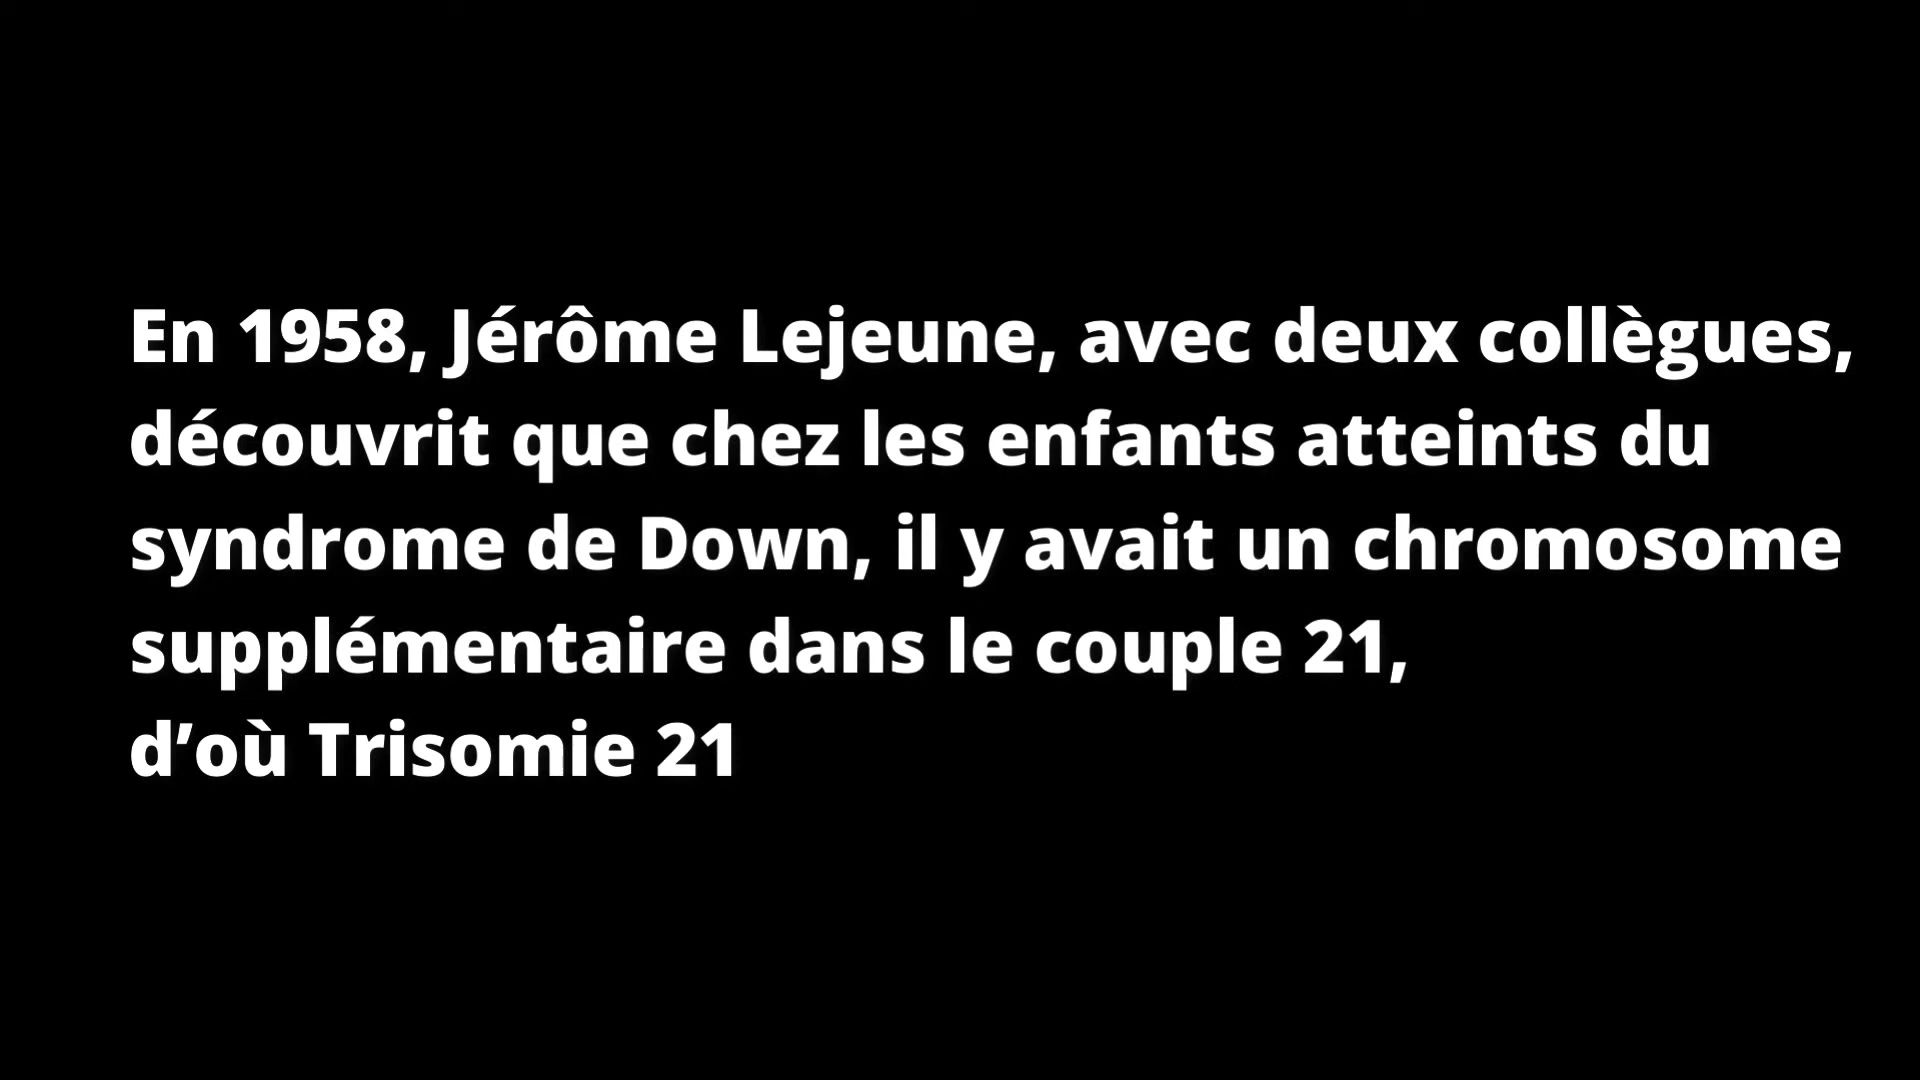 En 1958, Jérôme Lejeune, avec deux collègues,
découvrit que chez les enfants atteints du
syndrome de Down, il y avait un chromosome
supplémentaire dans le couple 21,
d’où Trisomie 21